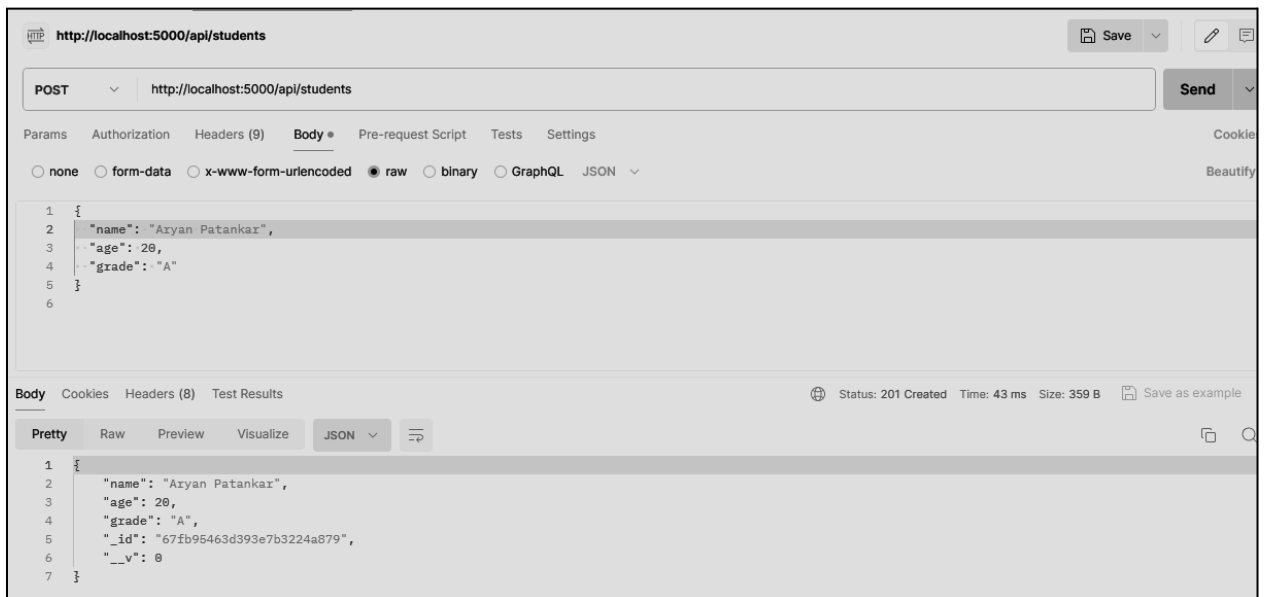 HTTP http://localhost:5000/api/students Save
POST http://localhost:5000/api/students Send
Params Authorization Headers (9) Body Pre-request Script Tests Settings Cookies
none form-data x-www-form-urlencoded raw binary GraphQL JSON Beautify
1 {
2 "name": "Aryan Patankar",
3 "age": 20,
4 "grade": "A"
5 }
6
Body Cookies Headers (8) Test Results Status: 201 Created Time: 43 ms Size: 359 B Save as example
Pretty Raw Preview Visualize JSON
1 {
2 "name": "Aryan Patankar",
3 "age": 20,
4 "grade": "A",
5 "_id": "67fb95463d393e7b3224a879",
6 "__v": 0
7 }